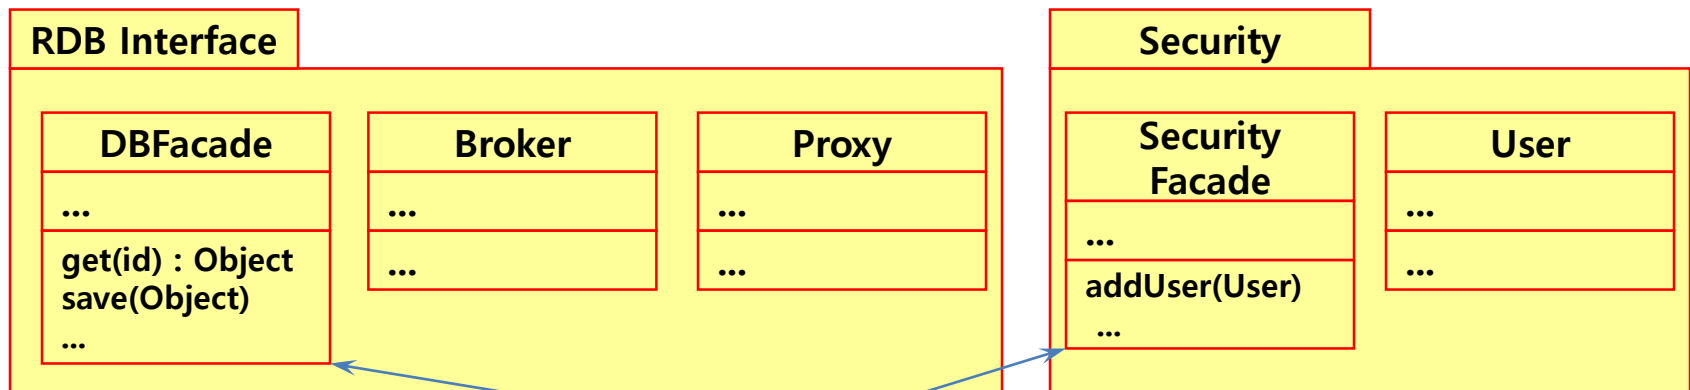 RDB Interface
DBFacade
...
get(id) : Object
save(Object)
...
Broker
...
...
Proxy
...
...
Security
Security
Facade
...
addUser(User)
...
User
...
...